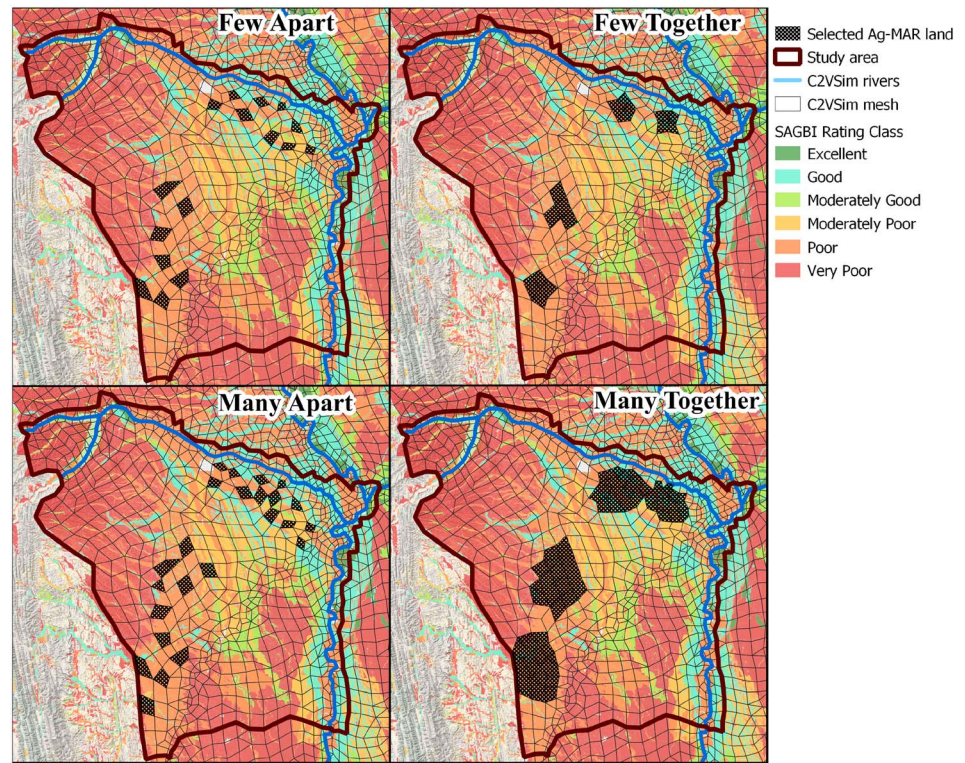 Few Apart
Few Together
Many Apart
Many Together
Selected Ag-MAR land
Study area
C2VSim rivers
C2VSim mesh
SAGBI Rating Class
Excellent
Good
Moderately Good
Moderately Poor
Poor
Very Poor